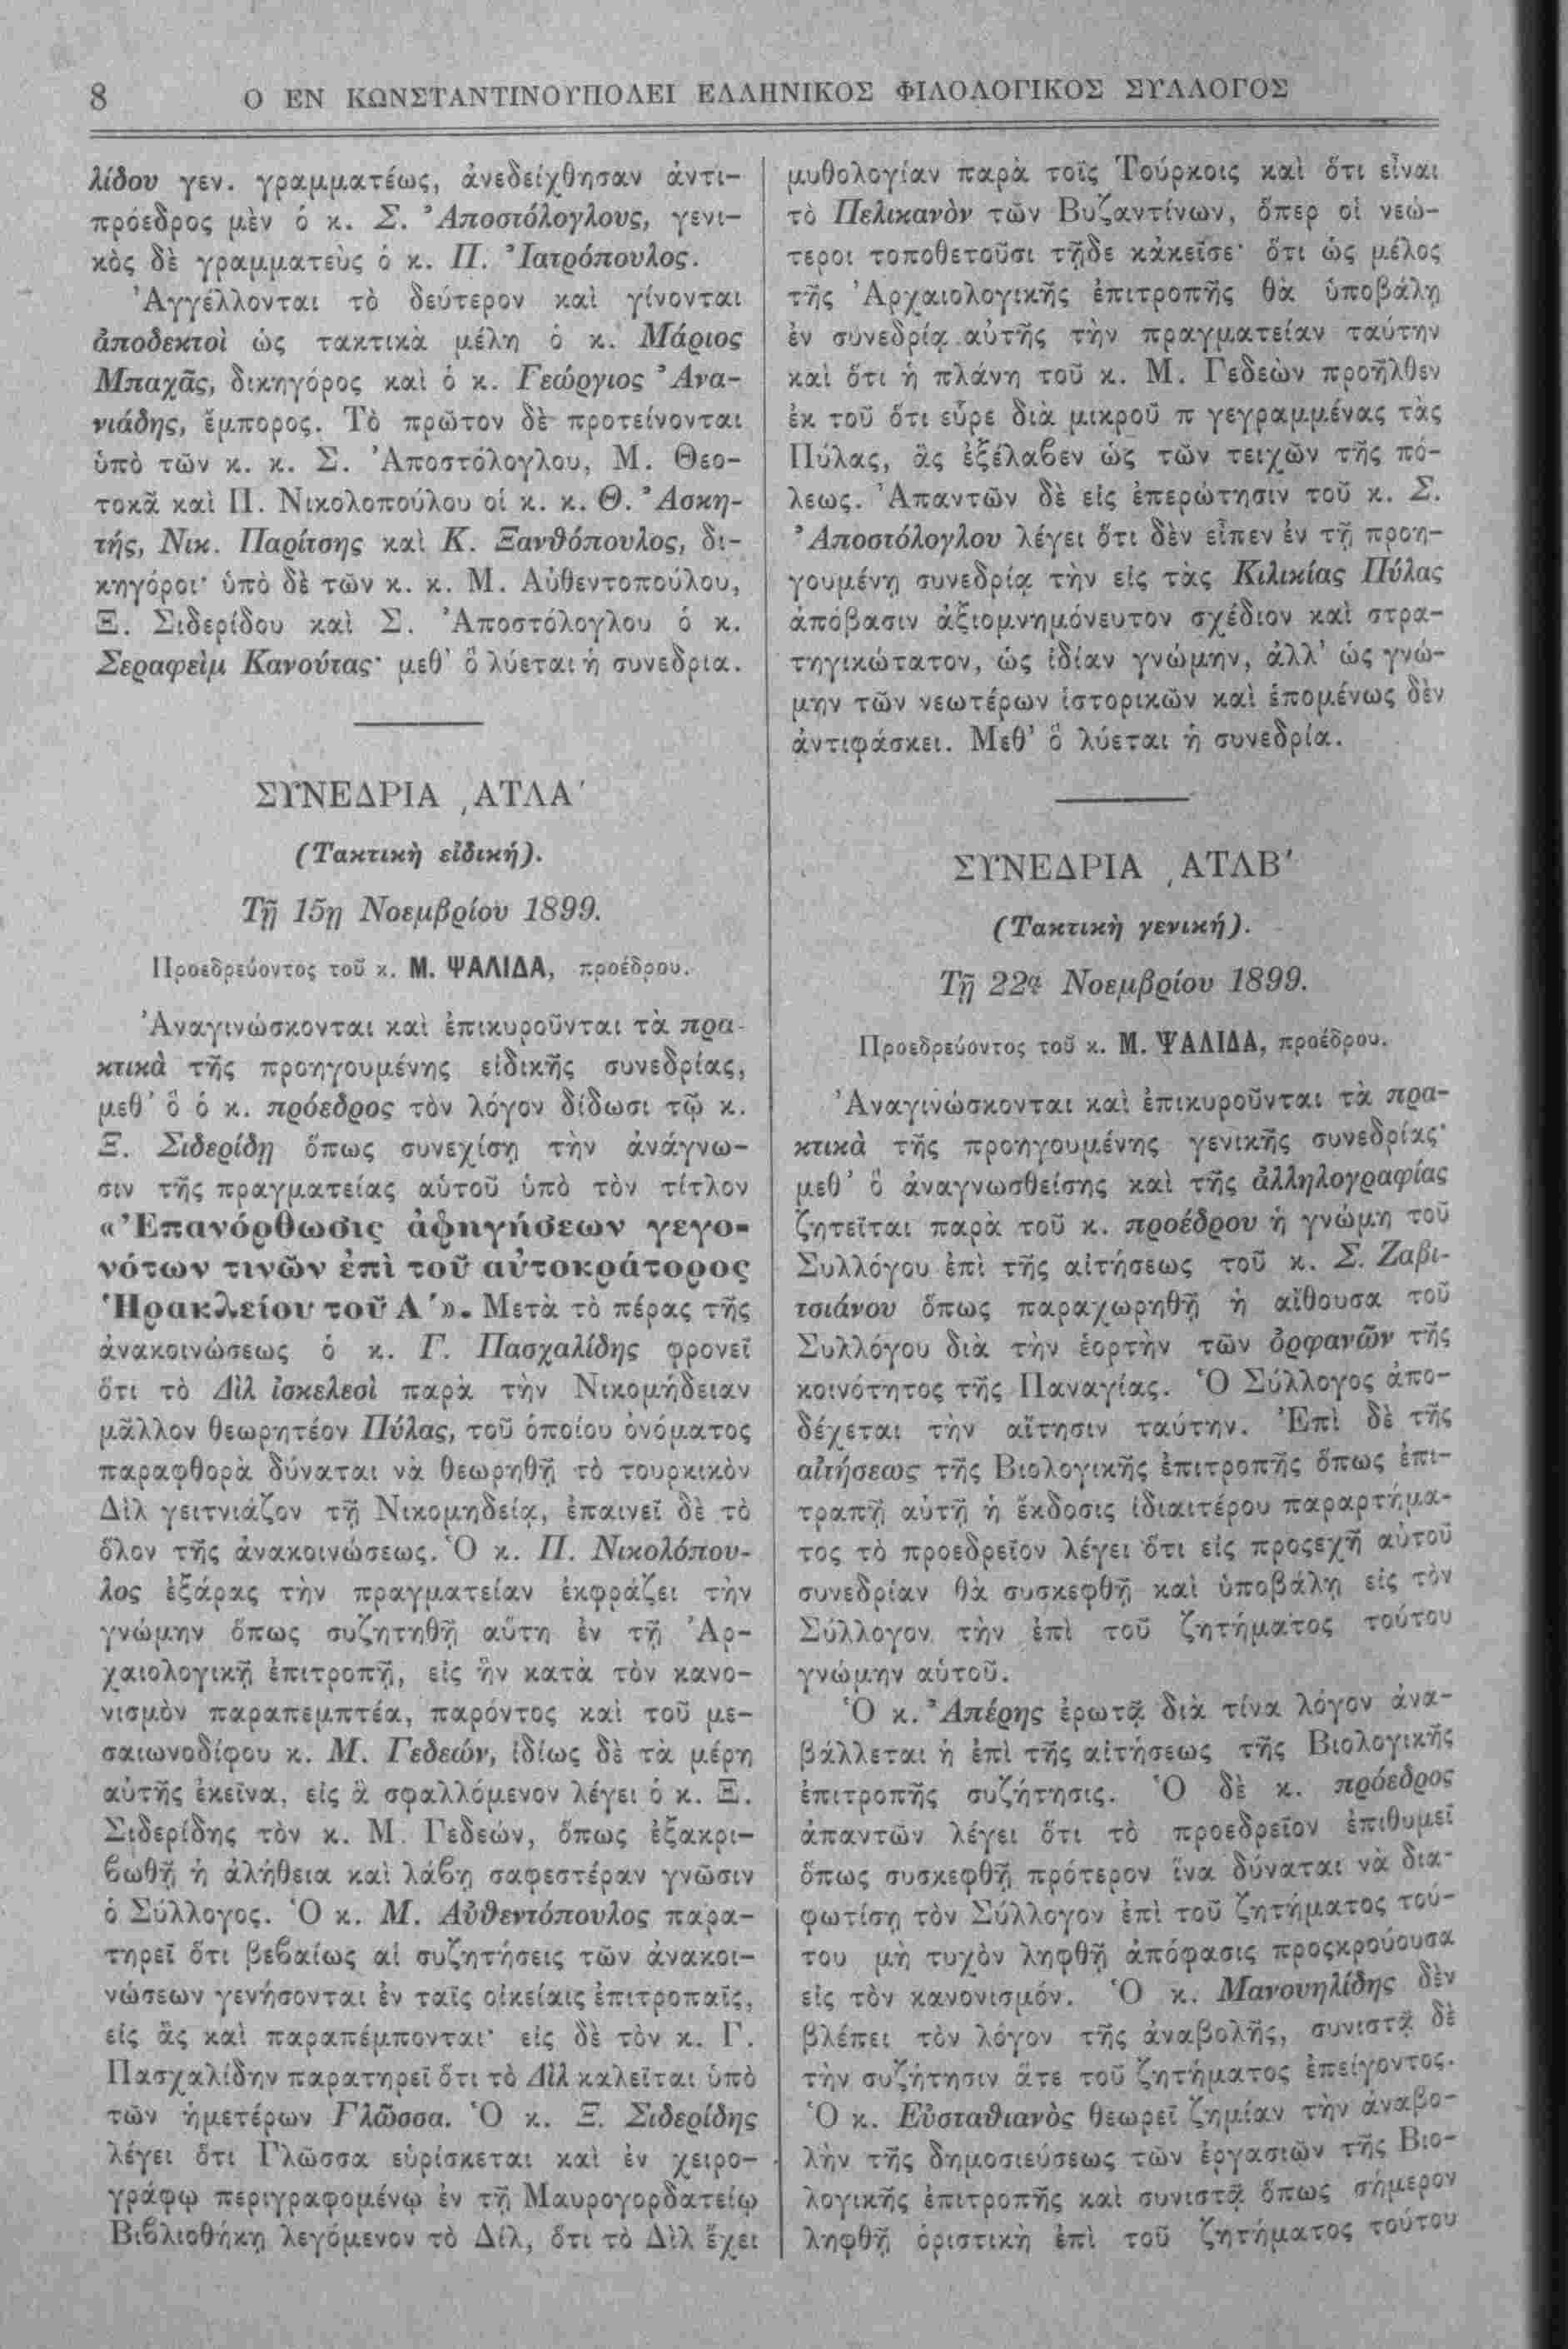 8 Ο ΕΝ ΚΩΝΣΤΑΝΤΙΝΟΥΠΟΛΕΙ ΕΛΛΗΝΙΚΟΣ ΦΙΛΟΛΟΓΙΚΟΣ ΣΥΛΛΟΓΟΣ
λίδου γεν. γραμματέως, ἀνεδείχθησαν ἀντι-
πρόεδρος μὲν ὁ κ. Σ. Ἀποστόλογλους, γενι-
κὸς δὲ γραμματεὺς ὁ κ. Π. Ἰατρόπουλος.
Ἀγγέλλονται τὸ δεύτερον καὶ γίνονται
ἀποδεκτοὶ ὡς τακτικὰ μέλη ὁ κ. Μάριος
Μπαχᾶς, δικηγόρος καὶ ὁ κ. Γεώργιος Ἀνα-
νιάδης, ἔμπορος. Τὸ πρῶτον δὲ προτείνονται
ὑπὸ τῶν κ. κ. Σ. Ἀποστόλογλου, Μ. Θεο-
τοκᾶ καὶ Π. Νικολοπούλου οἱ κ. κ. Θ. Ἀσκη-
τής, Νικ. Παρίτσης καὶ Κ. Ξανθόπουλος, δι-
κηγόροι· ὑπὸ δὲ τῶν κ. κ. Μ. Αὐθεντοπούλου,
Ξ. Σιδερίδου καὶ Σ. Ἀποστόλογλου ὁ κ.
Σεραφεὶμ Κανούτας· μεθ' ὃ λύεται ἡ συνεδρια.
ΣΥΝΕΔΡΙΑ ͵ΑΤΛΑ'
(Τακτικὴ εἰδική).
Τῇ 15ῃ Νοεμβρίου 1899.
Προεδρεύοντος τοῦ κ. Μ. ΨΑΛΙΔΑ, προέδρου.
Ἀναγινώσκονται καὶ ἐπικυροῦνται τὰ πρα-
κτικὰ τῆς προηγουμένης εἰδικῆς συνεδρίας,
μεθ' ὃ ὁ κ. πρόεδρος τὸν λόγον δίδωσι τῷ κ.
Ξ. Σιδερίδῃ ὅπως συνεχίσῃ τὴν ἀνάγνω-
σιν τῆς πραγματείας αὑτοῦ ὑπὸ τὸν τίτλον
«Ἐπανόρθωσις ἀφηγήσεων γεγο-
νότων τινῶν ἐπὶ τοῦ αὐτοκράτορος
Ἡρακλείου τοῦ Α'». Μετὰ τὸ πέρας τῆς
ἀνακοινώσεως ὁ κ. Γ. Πασχαλίδης φρονεῖ
ὅτι τὸ Δὶλ ἰσκελεσὶ παρὰ τὴν Νικομήδειαν
μᾶλλον θεωρητέον Πύλας, τοῦ ὁποίου ὀνόματος
παραφθορὰ δύναται νὰ θεωρηθῇ τὸ τουρκικὸν
Δὶλ γειτνιάζον τῇ Νικομηδείᾳ, ἐπαινεῖ δὲ τὸ
ὅλον τῆς ἀνακοινώσεως. Ὁ κ. Π. Νικολόπου-
λος ἐξάρας τὴν πραγματείαν ἐκφράζει τὴν
γνώμην ὅπως συζητηθῇ αὕτη ἐν τῇ Ἀρ-
χαιολογικῇ ἐπιτροπῇ, εἰς ἣν κατὰ τὸν κανο-
νισμὸν παραπεμπτέα, παρόντος καὶ τοῦ με-
σαιωνοδίφου κ. Μ. Γεδεών, ἰδίως δὲ τὰ μέρη
αὐτῆς ἐκεῖνα, εἰς ἃ σφαλλόμενον λέγει ὁ κ. Ξ.
Σιδερίδης τὸν κ. Μ. Γεδεών, ὅπως ἐξακρι-
βωθῇ ἡ ἀλήθεια καὶ λάβῃ σαφεστέραν γνῶσιν
ὁ Σύλλογος. Ὁ κ. Μ. Αὐθεντόπουλος παρα-
τηρεῖ ὅτι βεβαίως αἱ συζητήσεις τῶν ἀνακοι-
νώσεων γενήσονται ἐν ταῖς οἰκείαις ἐπιτροπαῖς,
εἰς ἃς καὶ παραπέμπονται· εἰς δὲ τὸν κ. Γ.
Πασχαλίδην παρατηρεῖ ὅτι τὸ Δὶλ καλεῖται ὑπὸ
τῶν ἡμετέρων Γλῶσσα. Ὁ κ. Ξ. Σιδερίδης
λέγει ὅτι Γλῶσσα εὑρίσκεται καὶ ἐν χειρο-
γράφῳ περιγραφομένῳ ἐν τῇ Μαυρογορδατείῳ
Βιβλιοθήκῃ λεγόμενον τὸ Δίλ, ὅτι τὸ Δὶλ ἔχει
μυθολογίαν παρὰ τοῖς Τούρκοις καὶ ὅτι εἶναι
τὸ Πελικανὸν τῶν Βυζαντίνων, ὅπερ οἱ νεώ-
τεροι τοποθετοῦσι τῇδε κἀκεῖσε· ὅτι ὡς μέλος
τῆς Ἀρχαιολογικῆς ἐπιτροπῆς θὰ ὑποβάλῃ
ἐν συνεδρίᾳ αὐτῆς τὴν πραγματείαν ταύτην
καὶ ὅτι ἡ πλάνη τοῦ κ. Μ. Γεδεὼν προῆλθεν
ἐκ τοῦ ὅτι εὗρε διὰ μικροῦ π γεγραμμένας τὰς
Πύλας, ἃς ἐξέλαβεν ὡς τῶν τειχῶν τῆς πό-
λεως. Ἀπαντῶν δὲ εἰς ἐπερώτησιν τοῦ κ. Σ.
Ἀποστόλογλου λέγει ὅτι δὲν εἶπεν ἐν τῇ προη-
γουμένῃ συνεδρίᾳ τὴν εἰς τὰς Κιλικίας Πύλας
ἀπόβασιν ἀξιομνημόνευτον σχέδιον καὶ στρα-
τηγικώτατον, ὡς ἰδίαν γνώμην, ἀλλ' ὡς γνώ-
μην τῶν νεωτέρων ἱστορικῶν καὶ ἑπομένως δὲν
ἀντιφάσκει. Μεθ' ὃ λύεται ἡ συνεδρία.
ΣΥΝΕΔΡΙΑ ͵ΑΤΛΒ'
(Τακτικὴ γενική).
Τῇ 22ᾳ Νοεμβρίου 1899.
Προεδρεύοντος τοῦ κ. Μ. ΨΑΛΙΔΑ, προέδρου.
Ἀναγινώσκονται καὶ ἐπικυροῦνται τὰ πρα-
κτικὰ τῆς προηγουμένης γενικῆς συνεδρίας·
μεθ' ὃ ἀναγνωσθείσης καὶ τῆς ἀλληλογραφίας
ζητεῖται παρὰ τοῦ κ. προέδρου ἡ γνώμη τοῦ
Συλλόγου ἐπὶ τῆς αἰτήσεως τοῦ κ. Σ. Ζαβι-
τσιάνου ὅπως παραχωρηθῇ ἡ αἴθουσα τοῦ
Συλλόγου διὰ τὴν ἑορτὴν τῶν ὀρφανῶν τῆς
κοινότητος τῆς Παναγίας. Ὁ Σύλλογος ἀπο-
δέχεται τὴν αἴτησιν ταύτην. Ἐπὶ δὲ τῆς
αἰτήσεως τῆς Βιολογικῆς ἐπιτροπῆς ὅπως ἐπι-
τραπῇ αὐτῇ ἡ ἔκδοσις ἰδιαιτέρου παραρτήμα-
τος τὸ προεδρεῖον λέγει ὅτι εἰς προςεχῆ αὑτοῦ
συνεδρίαν θὰ συσκεφθῇ καὶ ὑποβάλῃ εἰς τὸν
Σύλλογον τὴν ἐπὶ τοῦ ζητήματος τούτου
γνώμην αὑτοῦ.
Ὁ κ. Ἀπέρης ἐρωτᾷ διὰ τίνα λόγον ἀνα-
βάλλεται ἡ ἐπὶ τῆς αἰτήσεως τῆς Βιολογικῆς
ἐπιτροπῆς συζήτησις. Ὁ δὲ κ. πρόεδρος
ἀπαντῶν λέγει ὅτι τὸ προεδρεῖον ἐπιθυμεῖ
ὅπως συσκεφθῇ πρότερον ἵνα δύναται νὰ δια-
φωτίσῃ τὸν Σύλλογον ἐπὶ τοῦ ζητήματος τού-
του μὴ τυχὸν ληφθῇ ἀπόφασις προςκρούουσα
εἰς τὸν κανονισμόν. Ὁ κ. Μανουηλίδης δὲν
βλέπει τὸν λόγον τῆς ἀναβολῆς, συνιστᾷ δὲ
τὴν συζήτησιν ἅτε τοῦ ζητήματος ἐπείγοντος.
Ὁ κ. Εὐσταθιανὸς θεωρεῖ ζημίαν τὴν ἀναβο-
λὴν τῆς δημοσιεύσεως τῶν ἐργασιῶν τῆς Βιο-
λογικῆς ἐπιτροπῆς καὶ συνιστᾷ ὅπως σήμερον
ληφθῇ ὁριστικὴ ἐπὶ τοῦ ζητήματος τούτου